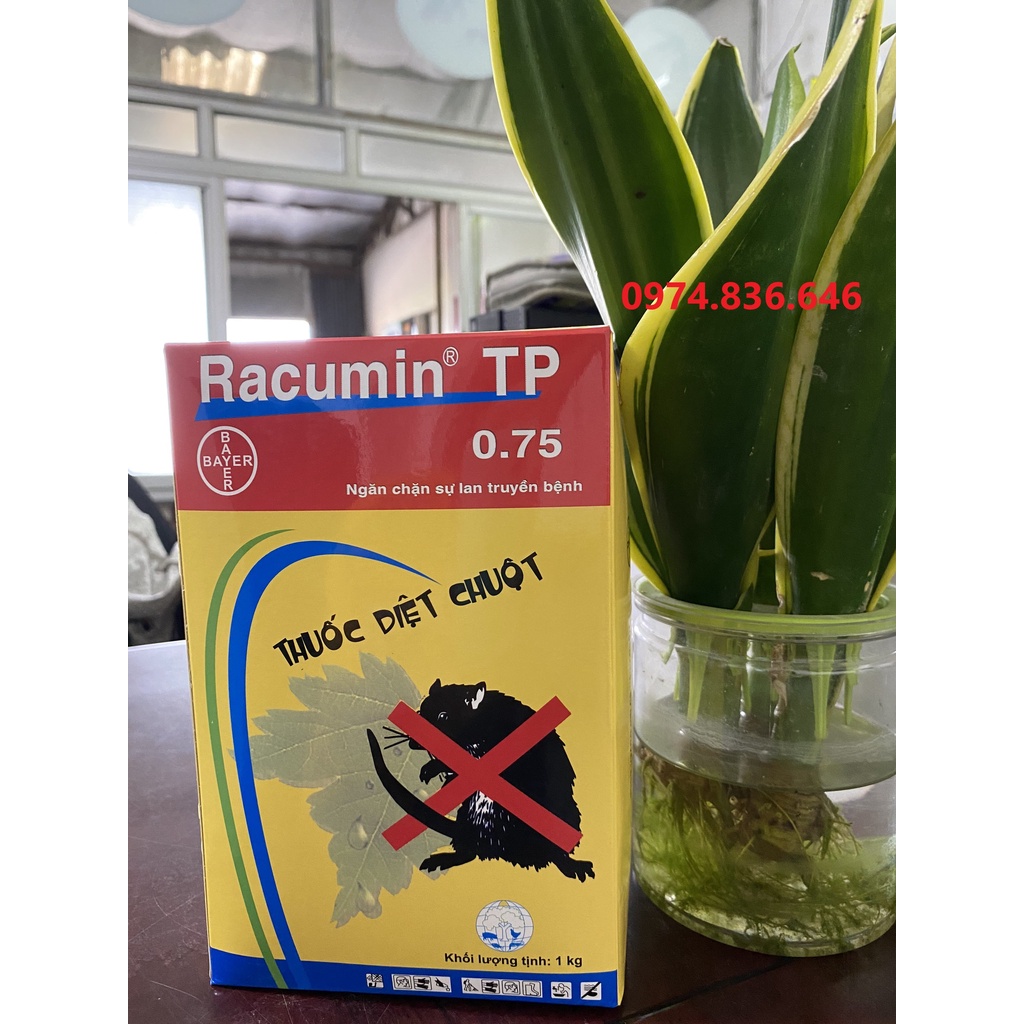 0974.836.646
Racumin® TP
BAYER
BAYER
0.75
Ngăn chặn sự lan truyền bệnh
THUỐC DIỆT CHUỘT
Khối lượng tịnh: 1 kg